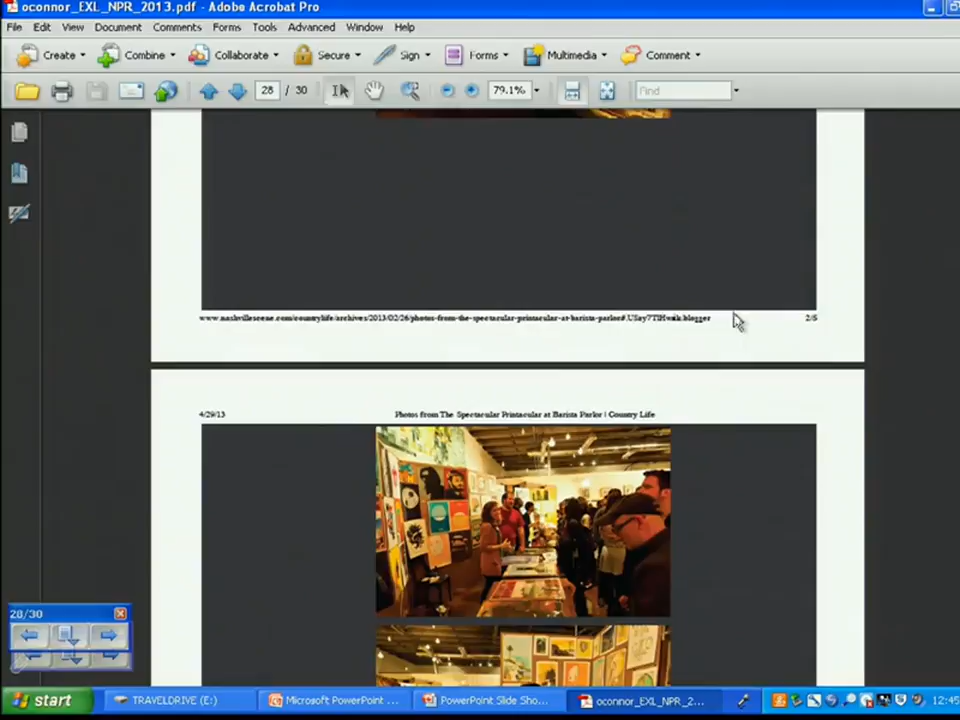 oconnor_EXL_NPR_2013.pdf - Adobe Acrobat Pro
File Edit View Document Comments Forms Tools Advanced Window Help
Create Combine Collaborate Secure Sign Forms Multimedia Comment
28 / 30 79.1% Find
www.nashvillescene.com/countrylife/archives/2013/02/26/photos-from-the-spectacular-printacular-at-barista-parlor# 2/5
4/29/13 Photos from The Spectacular Printacular at Barista Parlor | Country Life
28/30
start TRAVELDRIVE (E:) Microsoft PowerPoint ... PowerPoint Slide Sho... oconnor_EXL_NPR_2... 12:45